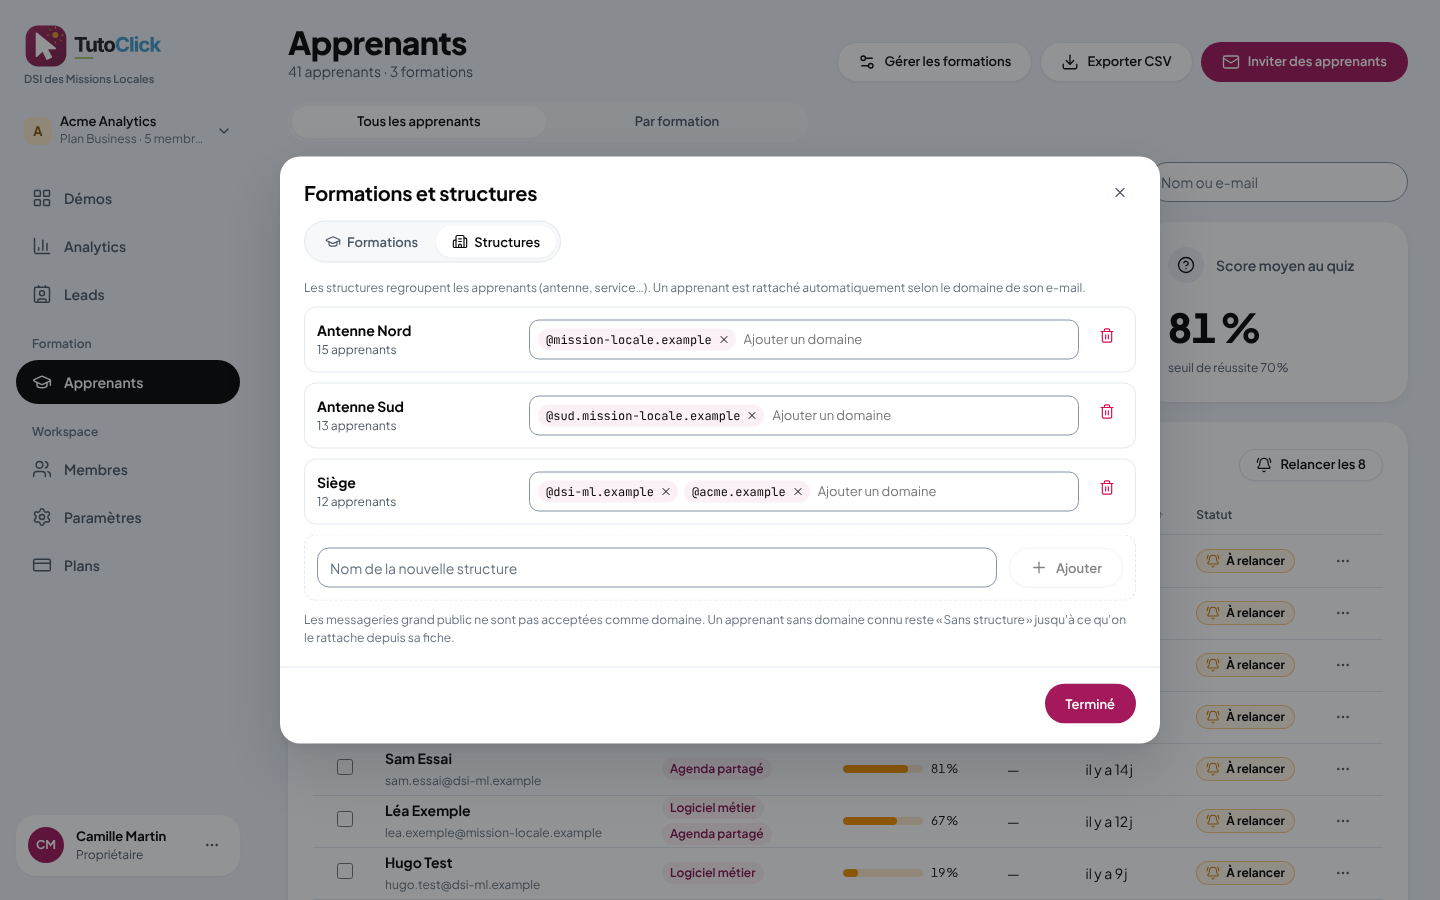 TutoClick
DSI des Missions Locales
A
Acme Analytics
Plan Business · 5 membr...
Démos
Analytics
Leads
Formation
Apprenants
Workspace
Membres
Paramètres
Plans
CM
Camille Martin
Propriétaire
Apprenants
41 apprenants · 3 formations
Gérer les formations
Exporter CSV
Inviter des apprenants
Tous les apprenants
Par formation
Nom ou e-mail
Score moyen au quiz
81 %
seuil de réussite 70 %
Relancer les 8
Statut
À relancer
À relancer
À relancer
À relancer
Formations et structures
Formations
Structures
Les structures regroupent les apprenants (antenne, service…). Un apprenant est rattaché automatiquement selon le domaine de son e-mail.
Antenne Nord
15 apprenants
@mission-locale.example
Ajouter un domaine
Antenne Sud
13 apprenants
@sud.mission-locale.example
Ajouter un domaine
Siège
12 apprenants
@dsi-ml.example
@acme.example
Ajouter un domaine
Nom de la nouvelle structure
Ajouter
Les messageries grand public ne sont pas acceptées comme domaine. Un apprenant sans domaine connu reste « Sans structure » jusqu'à ce qu'on
le rattache depuis sa fiche.
Terminé
Sam Essai
sam.essai@dsi-ml.example
Agenda partagé
81 %
—
il y a 14 j
À relancer
Léa Exemple
lea.exemple@mission-locale.example
Logiciel métier
Agenda partagé
67 %
—
il y a 12 j
À relancer
Hugo Test
hugo.test@dsi-ml.example
Logiciel métier
19 %
—
il y a 9 j
À relancer